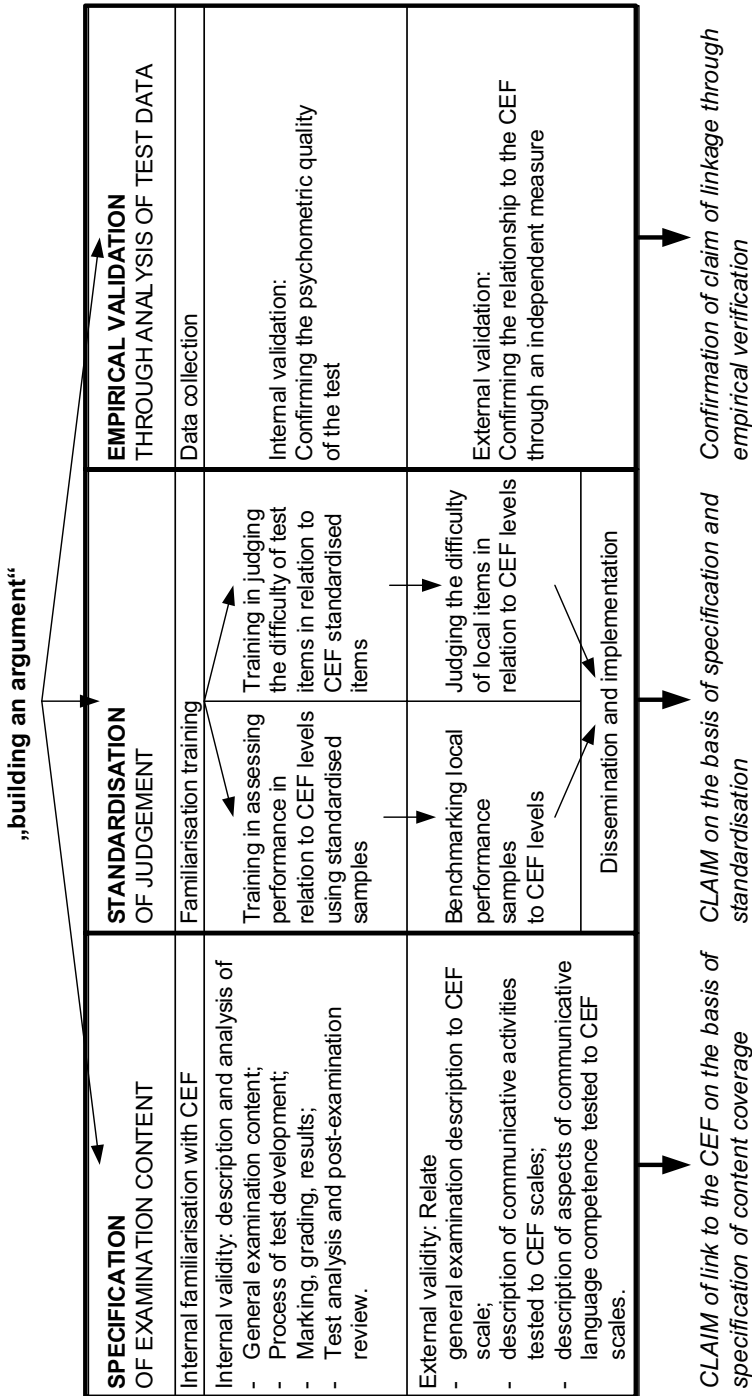 „building an argument“
SPECIFICATION
OF EXAMINATION CONTENT
Internal familiarisation with CEF
Internal validity: description and analysis of
- General examination content;
- Process of test development;
- Marking, grading, results;
- Test analysis and post-examination
review.
External validity: Relate
- general examination description to CEF
scale;
- description of communicative activities
tested to CEF scales;
- description of aspects of communicative
language competence tested to CEF
scales.
CLAIM of link to the CEF on the basis of
specification of content coverage
STANDARDISATION
OF JUDGEMENT
Familiarisation training
Training in assessing
performance in
relation to CEF levels
using standardised
samples
Training in judging
the difficulty of test
items in relation to
CEF standardised
items
Benchmarking local
performance
samples
to CEF levels
Judging the difficulty
of local items in
relation to CEF levels
Dissemination and implementation
CLAIM on the basis of specification and
standardisation
EMPIRICAL VALIDATION
THROUGH ANALYSIS OF TEST DATA
Data collection
Internal validation:
Confirming the psychometric quality
of the test
External validation:
Confirming the relationship to the CEF
through an independent measure
Confirmation of claim of linkage through
empirical verification